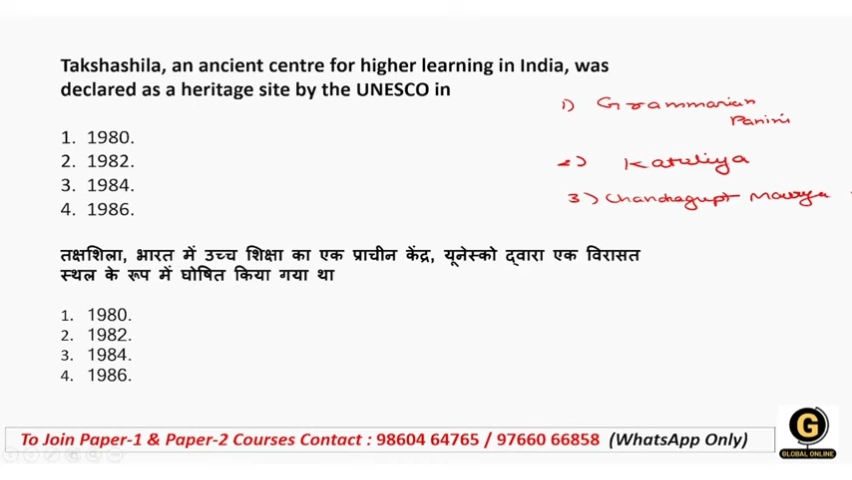 Takshashila, an ancient centre for higher learning in India, was
declared as a heritage site by the UNESCO in
1. 1980.
2. 1982.
3. 1984.
4. 1986.
1) Grammarian
Panini
2) Katuliya
3) Chandragupt Maurya
तक्षशिला, भारत में उच्च शिक्षा का एक प्राचीन केंद्र, यूनेस्को द्वारा एक विरासत
स्थल के रूप में घोषित किया गया था
1. 1980.
2. 1982.
3. 1984.
4. 1986.
To Join Paper-1 & Paper-2 Courses Contact : 98604 64765 / 97660 66858 (WhatsApp Only)
G
GLOBAL ONLINE